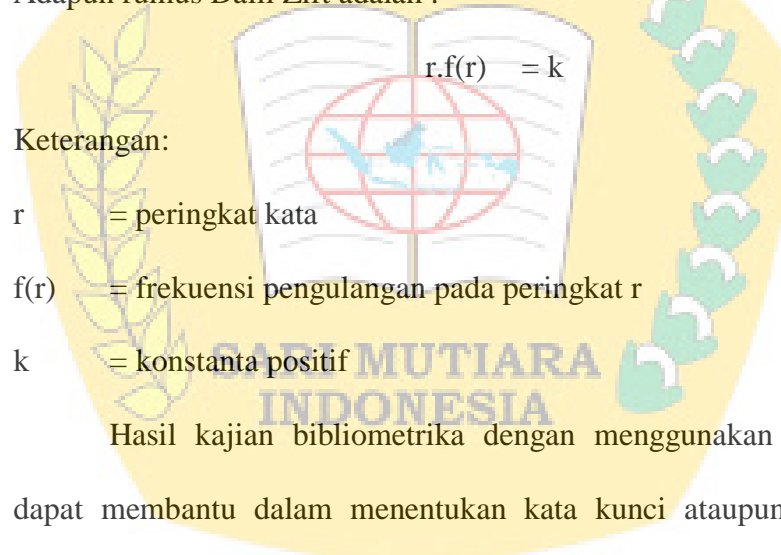 Adapun rumus Dalil Zift adalah :
r.f(r) = k
Keterangan:
r = peringkat kata
f(r) = frekuensi pengulangan pada peringkat r
k = konstanta positif
SARI MUTIARA
INDONESIA
Hasil kajian bibliometrika dengan menggunakan
dapat membantu dalam menentukan kata kunci ataupun